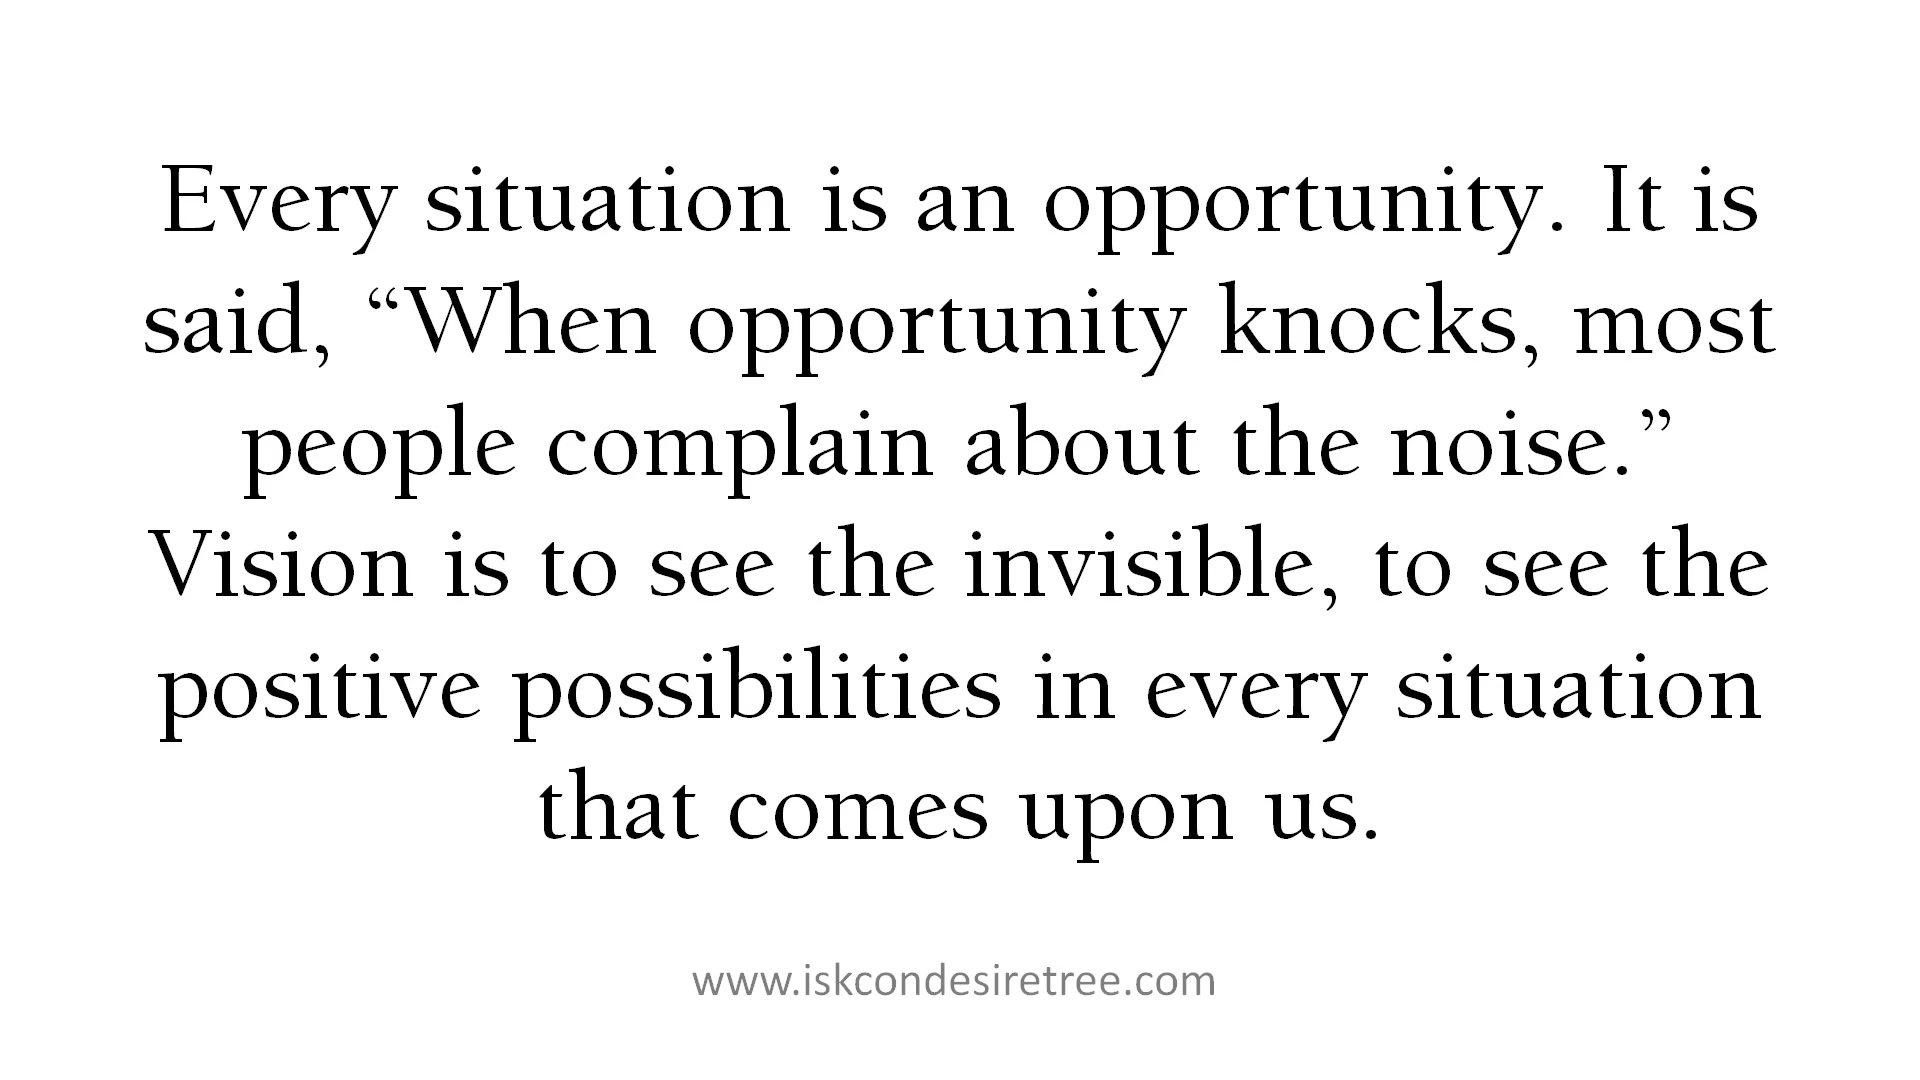 Every situation is an opportunity. It is
said, “When opportunity knocks, most
people complain about the noise.”
Vision is to see the invisible, to see the
positive possibilities in every situation
that comes upon us.
www.iskcondesiretree.com